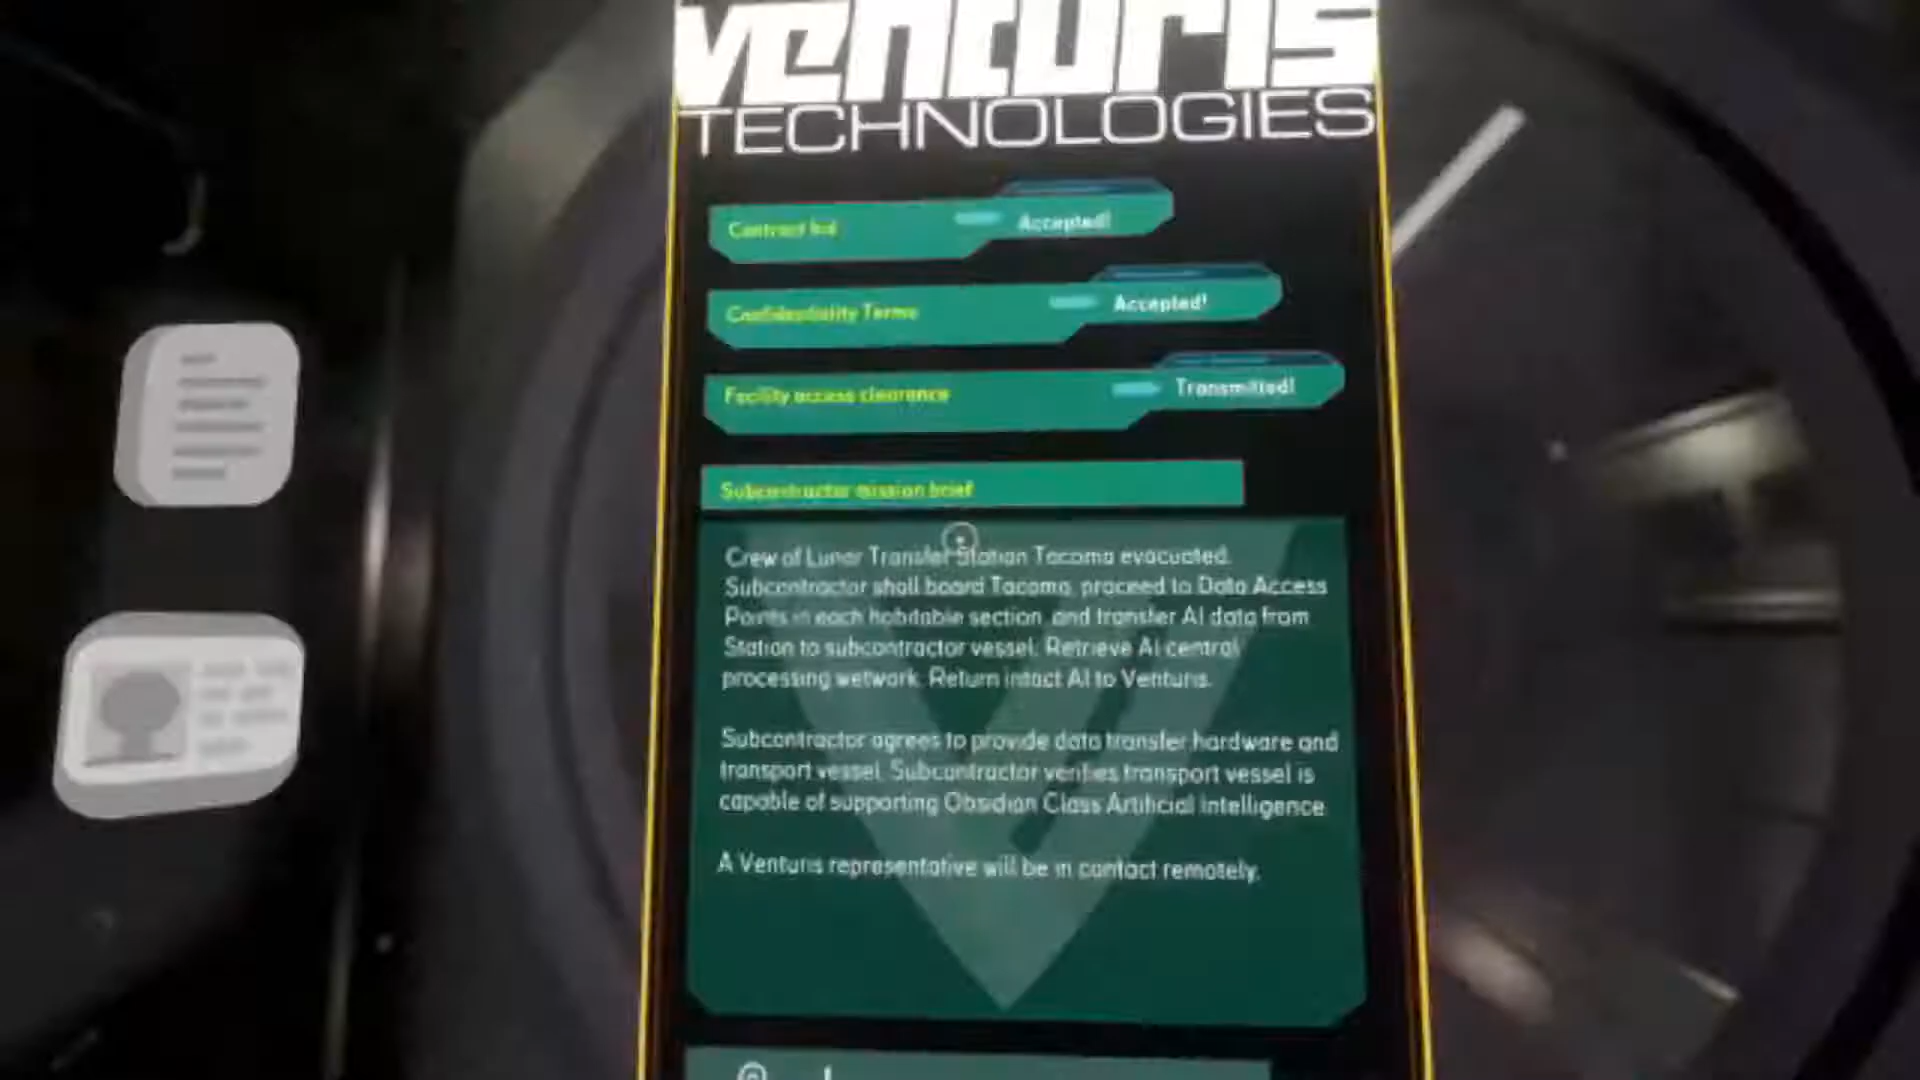 venturis
TECHNOLOGIES
Contract bid
Accepted!
Confidentiality Terms
Accepted!
Facility access clearance
Transmitted!
Subcontractor mission brief
Crew of Lunar Transfer Station Tacoma evacuated.
Subcontractor shall board Tacoma, proceed to Data Access
Points in each habitable section, and transfer AI data from
Station to subcontractor vessel. Retrieve AI central
processing wetwork. Return intact AI to Venturis.
Subcontractor agrees to provide data transfer hardware and
transport vessel. Subcontractor verifies transport vessel is
capable of supporting Obsidian Class Artificial Intelligence.
A Venturis representative will be in contact remotely.